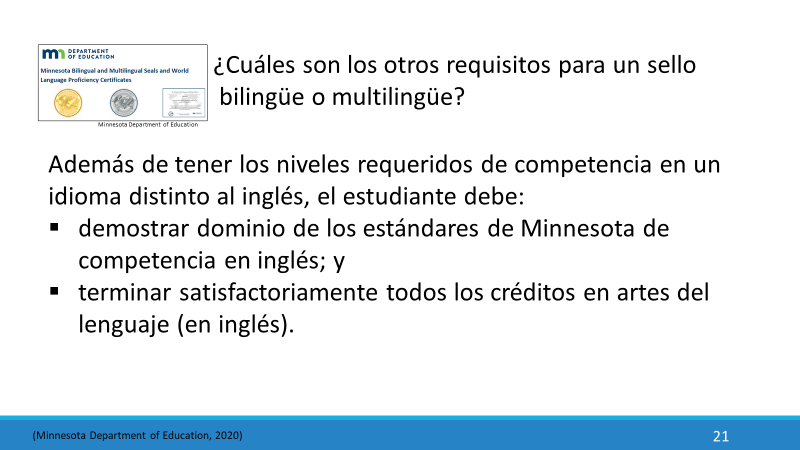 DEPARTMENT
OF EDUCATION
Minnesota Bilingual and Multilingual Seals and World
Language Proficiency Certificates
Minnesota Department of Education
¿Cuáles son los otros requisitos para un sello
bilingüe o multilingüe?
Además de tener los niveles requeridos de competencia en un
idioma distinto al inglés, el estudiante debe:
▪ demostrar dominio de los estándares de Minnesota de
competencia en inglés; y
▪ terminar satisfactoriamente todos los créditos en artes del
lenguaje (en inglés).
(Minnesota Department of Education, 2020)
21